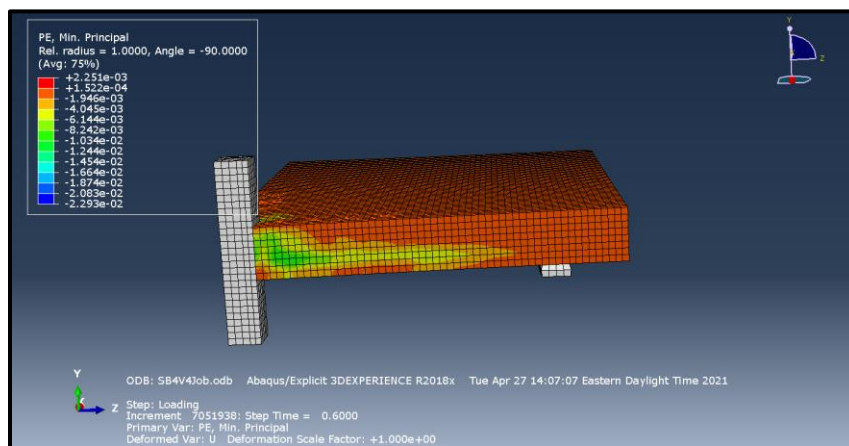 PE, Min. Principal
Rel. radius = 1.0000, Angle = -90.0000
(Avg: 75%)
+2.251e-03
+1.522e-04
-1.946e-03
-4.045e-03
-6.144e-03
-8.242e-03
-1.034e-02
-1.244e-02
-1.454e-02
-1.664e-02
-1.874e-02
-2.083e-02
-2.293e-02
Y
Z
Y
Z
ODB: SB4V4Job.odb Abaqus/Explicit 3DEXPERIENCE R2018x Tue Apr 27 14:07:07 Eastern Daylight Time 2021
Step: Loading
Increment 7051938: Step Time = 0.6000
Primary Var: PE, Min. Principal
Deformed Var: U Deformation Scale Factor: +1.000e+00